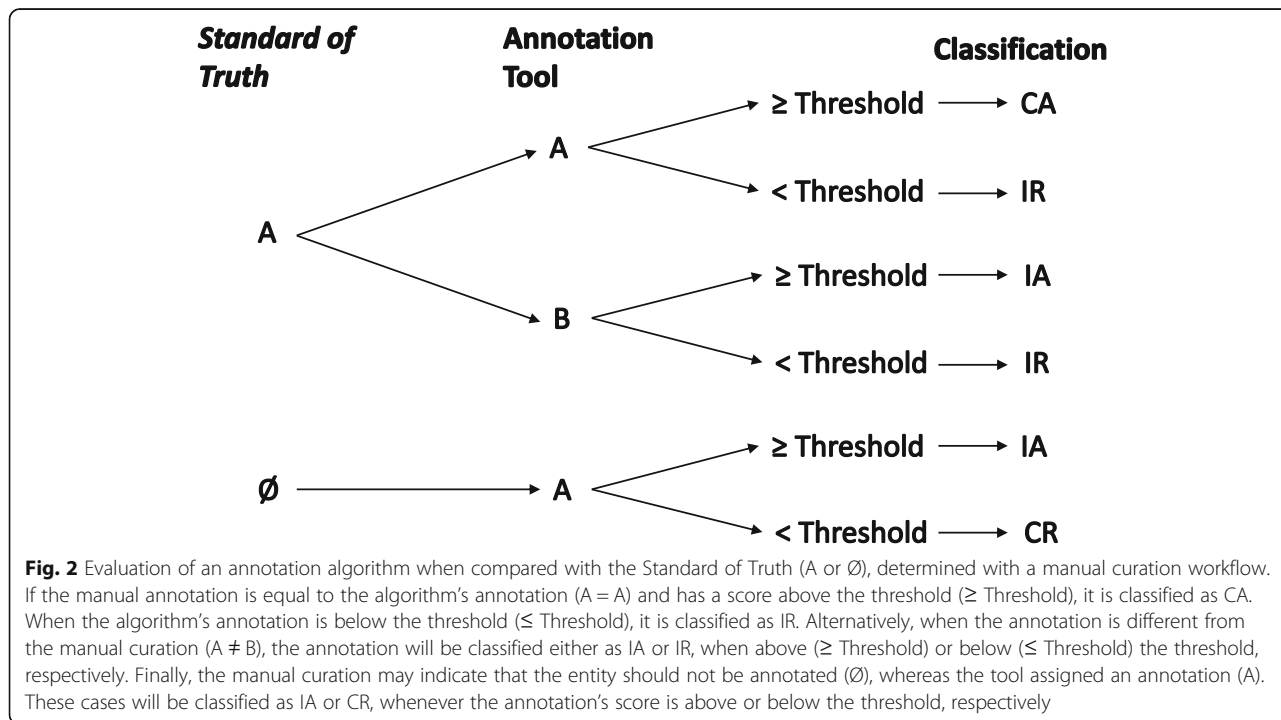 Standard of
Truth
Annotation
Tool
Classification
≥ Threshold
CA
A
< Threshold
IR
A
≥ Threshold
IA
B
< Threshold
IR
≥ Threshold
IA
Ø
A
< Threshold
CR
Fig. 2 Evaluation of an annotation algorithm when compared with the Standard of Truth (A or Ø), determined with a manual curation workflow.
If the manual annotation is equal to the algorithm's annotation (A = A) and has a score above the threshold (≥ Threshold), it is classified as CA.
When the algorithm's annotation is below the threshold (≤ Threshold), it is classified as IR. Alternatively, when the annotation is different from
the manual curation (A ≠ B), the annotation will be classified either as IA or IR, when above (≥ Threshold) or below (≤ Threshold) the threshold,
respectively. Finally, the manual curation may indicate that the entity should not be annotated (Ø), whereas the tool assigned an annotation (A).
These cases will be classified as IA or CR, whenever the annotation's score is above or below the threshold, respectively